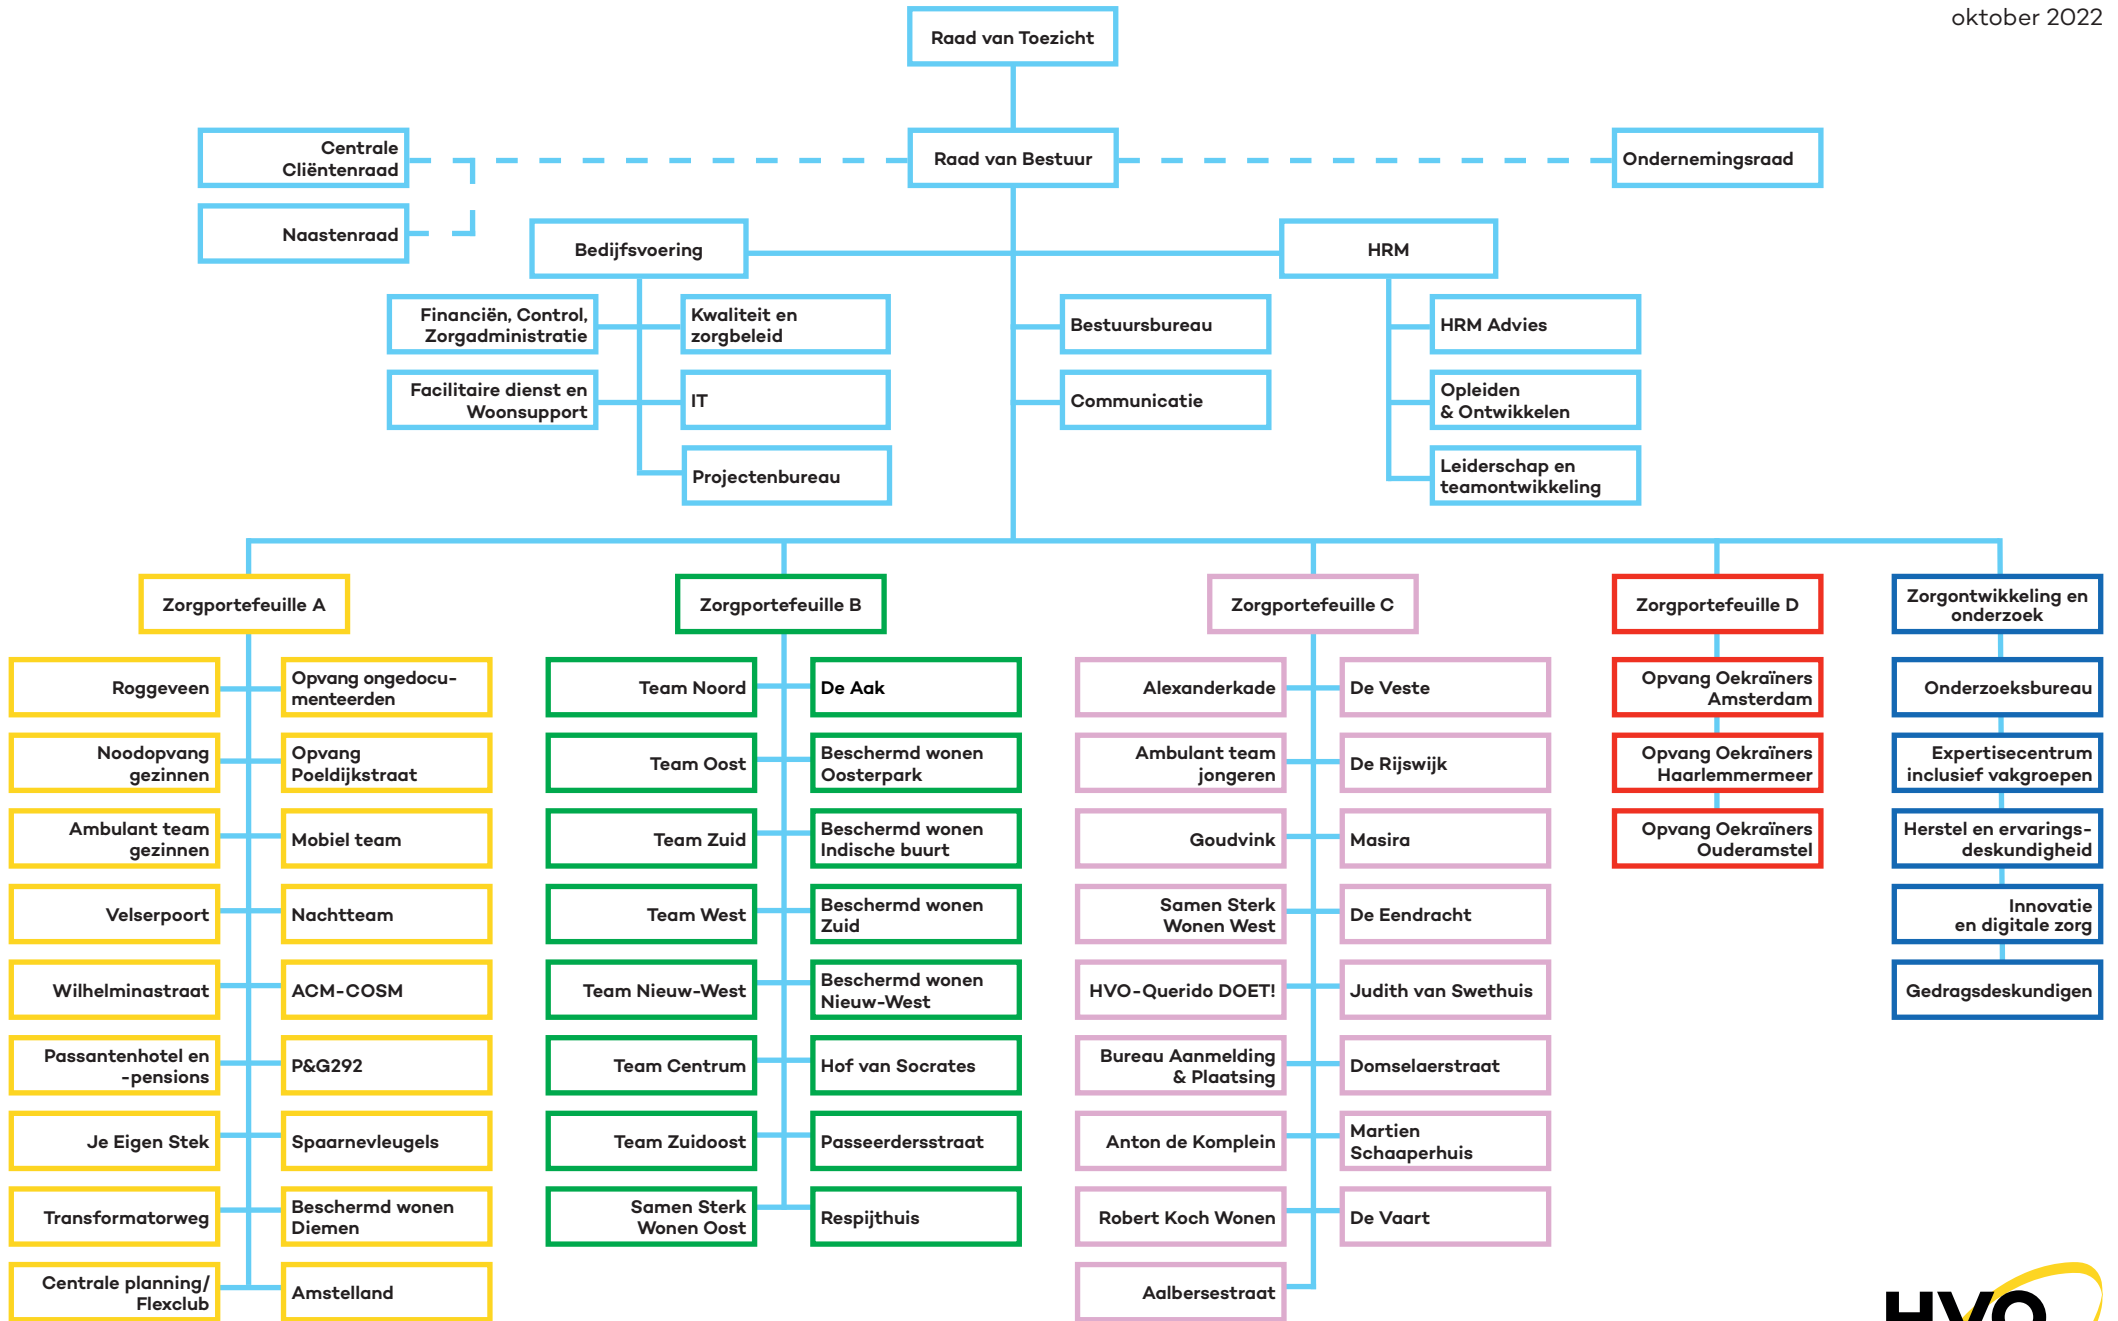 oktober 2022
Raad van Toezicht
Centrale
Cliëntenraad
Raad van Bestuur
Ondernemingsraad
Naastenraad
Bedijfsvoering
HRM
Financiën, Control,
Zorgadministratie
Kwaliteit en
zorgbeleid
Bestuursbureau
HRM Advies
Facilitaire dienst en
Woonsupport
IT
Communicatie
Opleiden
& Ontwikkelen
Projectenbureau
Leiderschap en
teamontwikkeling
Zorgportefeuille A
Zorgportefeuille B
Zorgportefeuille C
Zorgportefeuille D
Zorgontwikkeling en
onderzoek
Roggeveen
Opvang ongedocu-
menteerden
Noodopvang
gezinnen
Opvang
Poeldijkstraat
Ambulant team
gezinnen
Mobiel team
Velserpoort
Nachtteam
Wilhelminastraat
ACM-COSM
Passantenhotel en
-pensions
P&G292
Je Eigen Stek
Spaarnevleugels
Transformatorweg
Beschermd wonen
Diemen
Centrale planning/
Flexclub
Amstelland
Team Noord
De Aak
Team Oost
Beschermd wonen
Oosterpark
Team Zuid
Beschermd wonen
Indische buurt
Team West
Beschermd wonen
Zuid
Team Nieuw-West
Beschermd wonen
Nieuw-West
Team Centrum
Hof van Socrates
Team Zuidoost
Passeerdersstraat
Samen Sterk
Wonen Oost
Respijthuis
Alexanderkade
De Veste
Ambulant team
jongeren
De Rijswijk
Goudvink
Masira
Samen Sterk
Wonen West
De Eendracht
HVO-Querido DOET!
Judith van Swethuis
Bureau Aanmelding
& Plaatsing
Domselaerstraat
Anton de Komplein
Martien
Schaaperhuis
Robert Koch Wonen
De Vaart
Aalbersestraat
Opvang Oekraïners
Amsterdam
Opvang Oekraïners
Haarlemmermeer
Opvang Oekraïners
Ouderamstel
Onderzoeksbureau
Expertisecentrum
inclusief vakgroepen
Herstel en ervarings-
deskundigheid
Innovatie
en digitale zorg
Gedragsdeskundigen
HVO